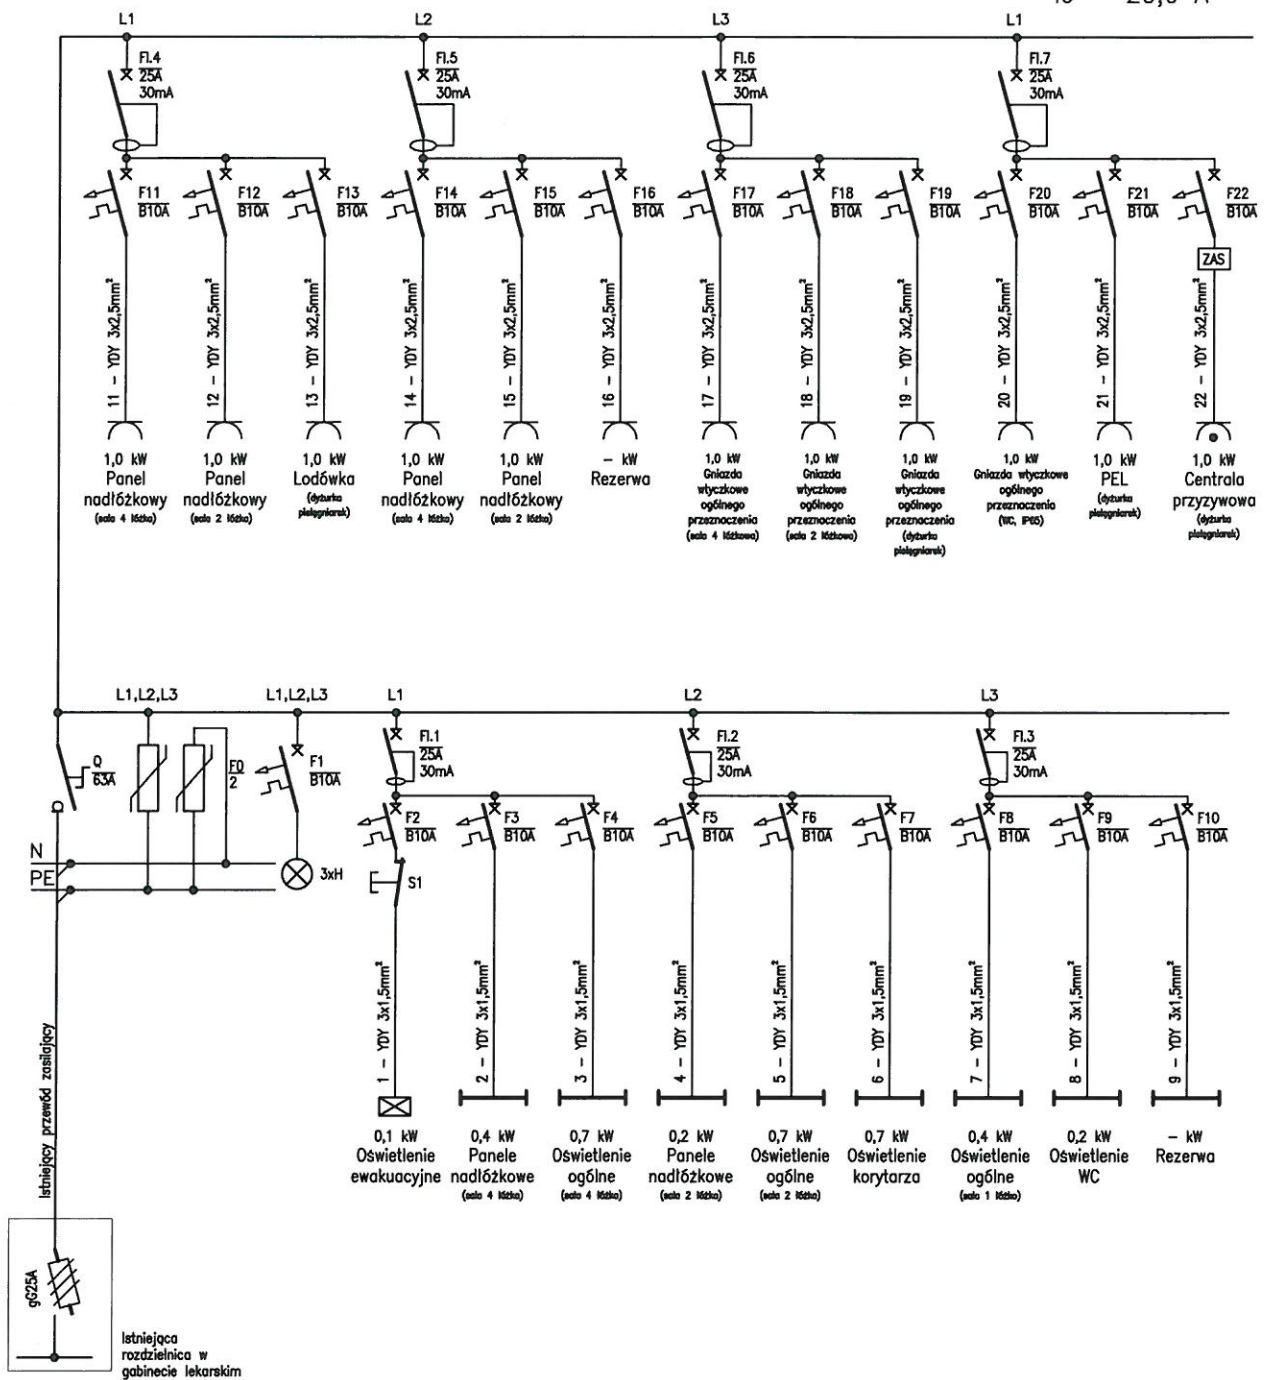 L1
L2
L3
L1
FI.4
25A
30mA
FI.5
25A
30mA
FI.6
25A
30mA
FI.7
25A
30mA
F11
B10A
F12
B10A
F13
B10A
F14
B10A
F15
B10A
F16
B10A
F17
B10A
F18
B10A
F19
B10A
F20
B10A
F21
B10A
F22
B10A
ZAS
11 - YDY 3x2,5mm²
12 - YDY 3x2,5mm²
13 - YDY 3x2,5mm²
14 - YDY 3x2,5mm²
15 - YDY 3x2,5mm²
16 - YDY 3x2,5mm²
17 - YDY 3x2,5mm²
18 - YDY 3x2,5mm²
19 - YDY 3x2,5mm²
20 - YDY 3x2,5mm²
21 - YDY 3x2,5mm²
22 - YDY 3x2,5mm²
1,0 kW
Panel
nadłóżkowy
(sala 4 łóżka)
1,0 kW
Panel
nadłóżkowy
(sala 2 łóżka)
1,0 kW
Lodówka
(dyżurka
pielęgniarek)
1,0 kW
Panel
nadłóżkowy
(sala 4 łóżka)
1,0 kW
Panel
nadłóżkowy
(sala 2 łóżka)
- kW
Rezerwa
1,0 kW
Gniazda
wtyczkowe
ogólnego
przeznaczenia
(sala 4 łóżkowa)
1,0 kW
Gniazda
wtyczkowe
ogólnego
przeznaczenia
(sala 2 łóżkowa)
1,0 kW
Gniazda
wtyczkowe
ogólnego
przeznaczenia
(dyżurka
pielęgniarek)
1,0 kW
Gniazda wtyczkowe
ogólnego
przeznaczenia
(WC, IP65)
1,0 kW
PEL
(dyżurka
pielęgniarek)
1,0 kW
Centrala
przyzywowa
(dyżurka
pielęgniarek)
L1,L2,L3
L1,L2,L3
L1
L2
L3
Q
63A
F0
2
F1
B10A
FI.1
25A
30mA
FI.2
25A
30mA
FI.3
25A
30mA
F2
B10A
F3
B10A
F4
B10A
F5
B10A
F6
B10A
F7
B10A
F8
B10A
F9
B10A
F10
B10A
N
PE
3xH
S1
1 - YDY 3x1,5mm²
2 - YDY 3x1,5mm²
3 - YDY 3x1,5mm²
4 - YDY 3x1,5mm²
5 - YDY 3x1,5mm²
6 - YDY 3x1,5mm²
7 - YDY 3x1,5mm²
8 - YDY 3x1,5mm²
9 - YDY 3x1,5mm²
0,1 kW
Oświetlenie
ewakuacyjne
0,4 kW
Panele
nadłóżkowe
(sala 4 łóżka)
0,7 kW
Oświetlenie
ogólne
(sala 4 łóżka)
0,2 kW
Panele
nadłóżkowe
(sala 2 łóżka)
0,7 kW
Oświetlenie
ogólne
(sala 2 łóżka)
0,7 kW
Oświetlenie
korytarza
0,4 kW
Oświetlenie
ogólne
(sala 1 łóżka)
0,2 kW
Oświetlenie
WC
- kW
Rezerwa
Istniejący przewód zasilający
gG25A
Istniejąca
rozdzielnica w
gabinecie lekarskim